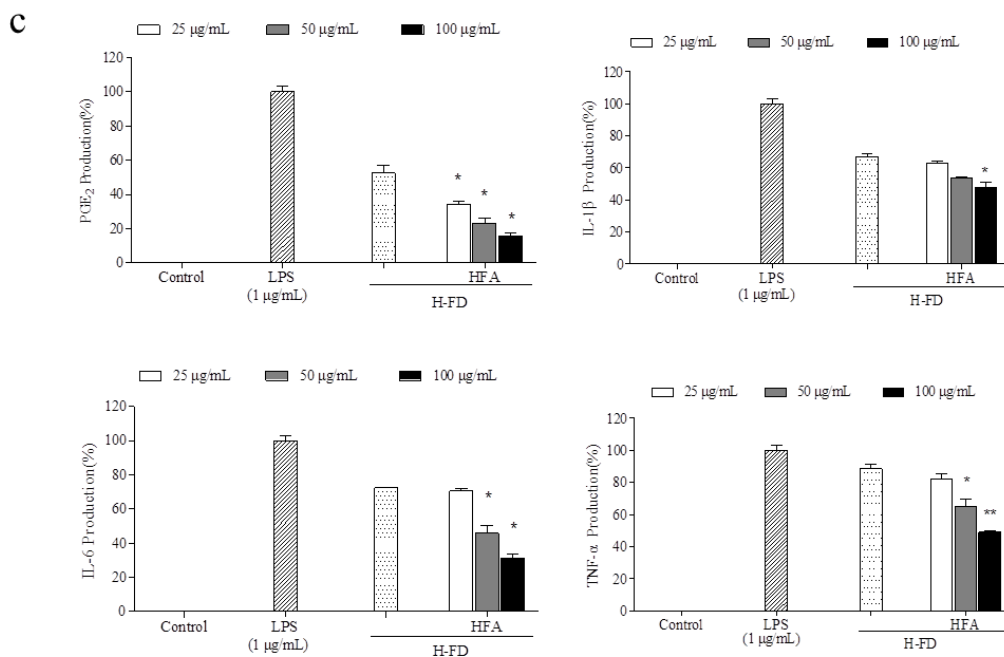 c
25 µg/mL 50 µg/mL 100 µg/mL
PGE2 Production(%)
120
100
80
60
40
20
0
* * *
Control LPS HFA
(1 µg/mL)
H-FD
25 µg/mL 50 µg/mL 100 µg/mL
IL-1β Production(%)
120
100
80
60
40
20
0
*
Control LPS HFA
(1 µg/mL)
H-FD
25 µg/mL 50 µg/mL 100 µg/mL
IL-6 Production(%)
120
100
80
60
40
20
0
* *
Control LPS HFA
(1 µg/mL)
H-FD
25 µg/mL 50 µg/mL 100 µg/mL
TNF-α Production(%)
120
100
80
60
40
20
0
* **
Control LPS HFA
(1 µg/mL)
H-FD